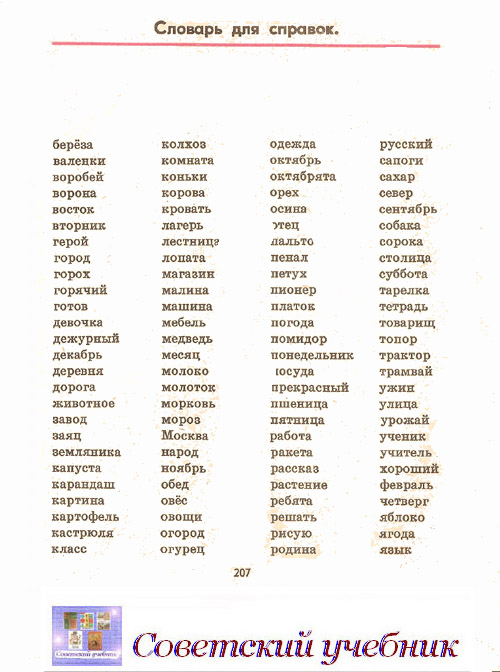 Словарь для справок.
берёза колхоз одежда русский
валенки комната октябрь сапоги
воробей коньки октябрята сахар
ворона корова орех север
восток кровать осина сентябрь
вторник лагерь отец собака
герой лестница пальто сорока
город лопата пенал столица
горох магазин петух суббота
горячий малина пионер тарелка
готов машина платок тетрадь
девочка мебель погода товарищ
дежурный медведь помидор топор
декабрь месяц понедельник трактор
деревня молоко посуда трамвай
дорога молоток прекрасный ужин
животное морковь пшеница улица
завод мороз пятница урожай
заяц Москва работа ученик
земляника народ ракета учитель
капуста ноябрь рассказ хороший
карандаш обед растение февраль
картина овёс ребята четверг
картофель овощи решать яблоко
кастрюля огород рисую ягода
класс огурец родина язык
207
Советский учебник
Советский учебник